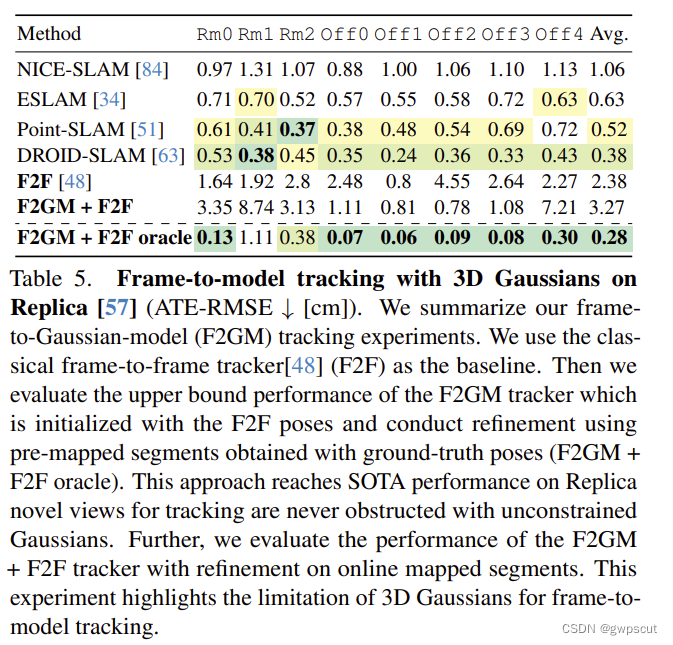 Method Rm0 Rm1 Rm2 Off0 Off1 Off2 Off3 Off4 Avg.
NICE-SLAM [84] 0.97 1.31 1.07 0.88 1.00 1.06 1.10 1.13 1.06
ESLAM [34] 0.71 0.70 0.52 0.57 0.55 0.58 0.72 0.63 0.63
Point-SLAM [51] 0.61 0.41 0.37 0.38 0.48 0.54 0.69 0.72 0.52
DROID-SLAM [63] 0.53 0.38 0.45 0.35 0.24 0.36 0.33 0.43 0.38
F2F [48] 1.64 1.92 2.8 2.48 0.8 4.55 2.64 2.27 2.38
F2GM + F2F 3.35 8.74 3.13 1.11 0.81 0.78 1.08 7.21 3.27
F2GM + F2F oracle 0.13 1.11 0.38 0.07 0.06 0.09 0.08 0.30 0.28
Table 5. Frame-to-model tracking with 3D Gaussians on
Replica [57] (ATE-RMSE ↓ [cm]). We summarize our frame-
to-Gaussian-model (F2GM) tracking experiments. We use the clas-
sical frame-to-frame tracker[48] (F2F) as the baseline. Then we
evaluate the upper bound performance of the F2GM tracker which
is initialized with the F2F poses and conduct refinement using
pre-mapped segments obtained with ground-truth poses (F2GM +
F2F oracle). This approach reaches SOTA performance on Replica
novel views for tracking are never obstructed with unconstrained
Gaussians. Further, we evaluate the performance of the F2GM
+ F2F tracker with refinement on online mapped segments. This
experiment highlights the limitation of 3D Gaussians for frame-to-
model tracking.
CSDN @gwpscut